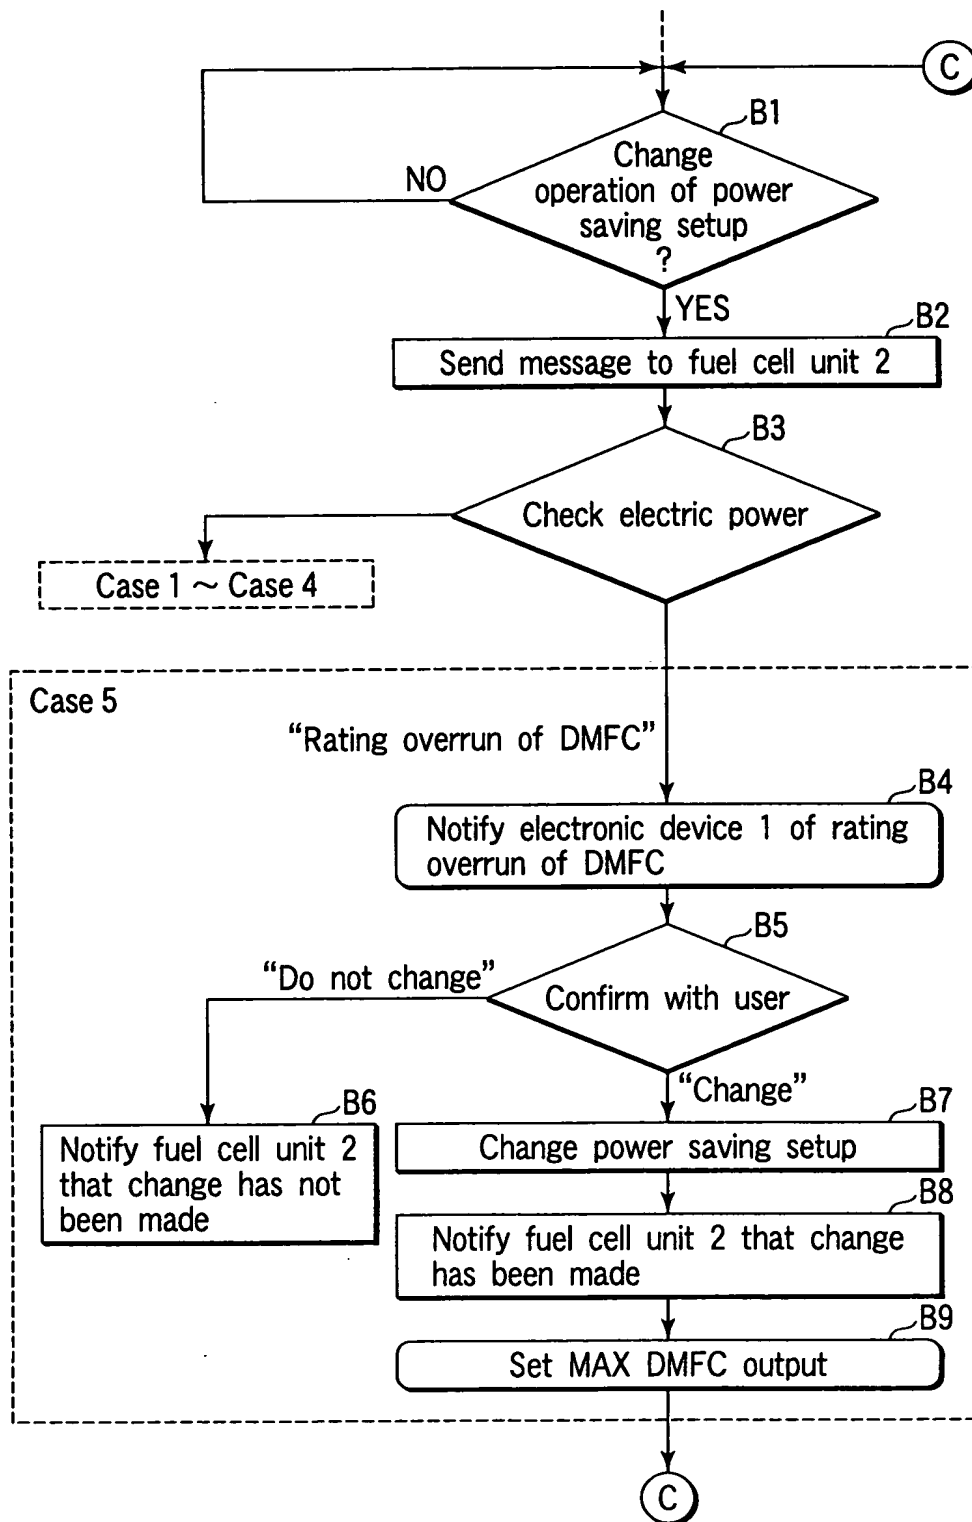 C
B1
Change
operation of power
saving setup
?
NO
YES
B2
Send message to fuel cell unit 2
B3
Check electric power
Case 1 ~ Case 4
Case 5
“Rating overrun of DMFC”
B4
Notify electronic device 1 of rating
overrun of DMFC
B5
“Do not change”
Confirm with user
“Change”
B6
Notify fuel cell unit 2
that change has not
been made
B7
Change power saving setup
B8
Notify fuel cell unit 2 that change
has been made
B9
Set MAX DMFC output
C